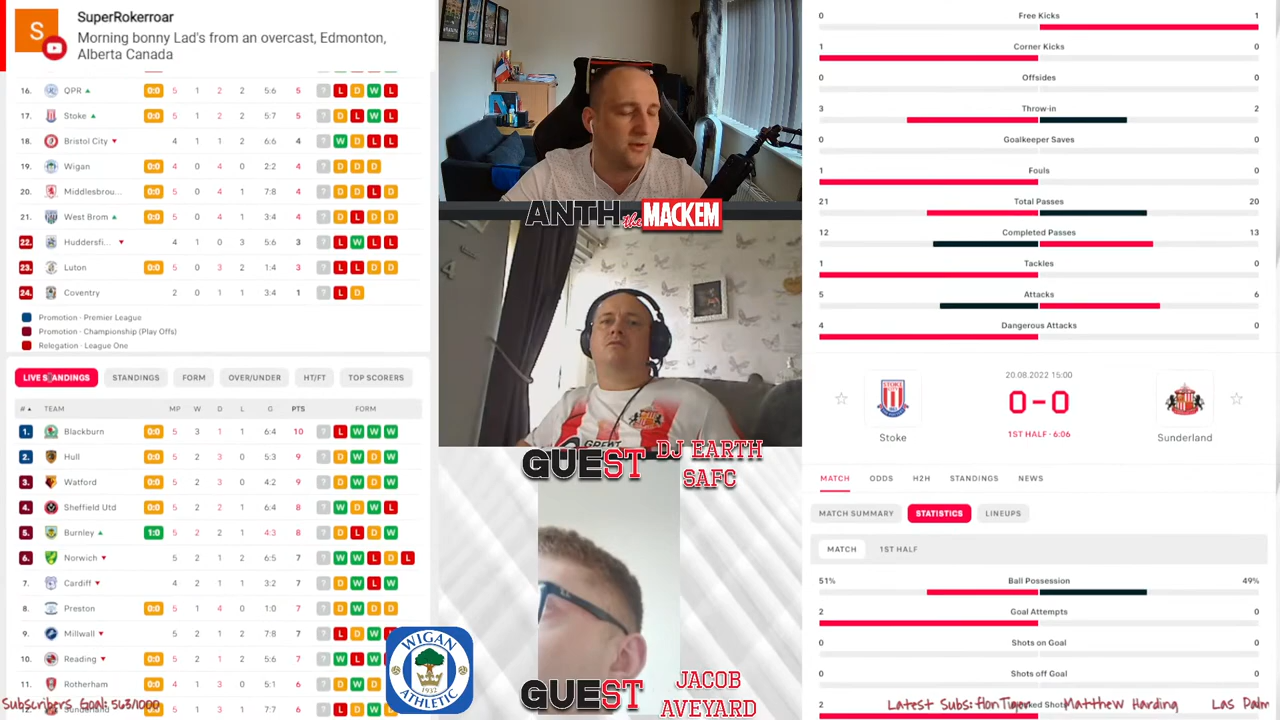 SuperRokerroar
Morning bonny Lad's from an overcast, Edmonton,
Alberta Canada
16. QPR 0:0 5 1 2 2 5:6 5 ? L D W L
17. Stoke 0:0 5 1 2 2 5:7 5 ? D L W L
18. Bristol City 4 1 1 2 6:6 4 ? W D L L
19. Wigan 0:0 4 0 4 0 2:2 4 ? D D D
20. Middlesbrou... 0:0 5 0 4 1 7:8 4 ? D D L D
21. West Brom 0:0 5 0 4 1 3:4 4 ? D L D D
22. Huddersfi... 4 1 0 3 5:6 3 ? L W L L
23. Luton 0:0 5 0 3 2 1:4 3 ? L L D D
24. Coventry 2 0 1 1 3:4 1 ? L D
Promotion - Premier League
Promotion - Championship (Play Offs)
Relegation - League One
LIVE STANDINGS STANDINGS FORM OVER/UNDER HT/FT TOP SCORERS
# TEAM MP W D L G PTS FORM
1. Blackburn 0:0 5 3 1 1 6:4 10 ? L W W W
2. Hull 0:0 5 2 3 0 5:3 9 ? D W D W
3. Watford 0:0 5 2 3 0 4:2 9 ? D W D W
4. Sheffield Utd 0:0 5 2 2 1 6:4 8 ? W D W L
5. Burnley 1:0 5 2 2 1 4:3 8 ? D L D W
6. Norwich 5 2 1 2 6:5 7 ? W W L D L
7. Cardiff 4 2 1 1 3:2 7 ? D L W
8. Preston 0:0 5 1 4 0 1:0 7 ? D W D D
9. Millwall 5 2 1 2 7:8 7 ? L D W
10. Reading 0:0 5 2 1 2 5:6 7 ? W L W
11. Rotherham 0:0 4 1 3 0 5:1 6 ? D W D
WIGAN
ATHLETIC
1932
Subscribers Goal: 563/1000
ANTH the MACKEM
GUEST DJ EARTH
SAFC
GUEST JACOB
AVEYARD
0 Free Kicks 1
1 Corner Kicks 0
0 Offsides 0
3 Throw-in 2
0 Goalkeeper Saves 0
1 Fouls 0
21 Total Passes 20
12 Completed Passes 13
1 Tackles 0
5 Attacks 6
4 Dangerous Attacks 0
20.08.2022 15:00
0 - 0
1ST HALF - 6:06
Stoke Sunderland
MATCH ODDS H2H STANDINGS NEWS
MATCH SUMMARY STATISTICS LINEUPS
MATCH 1ST HALF
51% Ball Possession 49%
2 Goal Attempts 0
0 Shots on Goal 0
0 Shots off Goal 0
2
Latest Subs: Matthew Harding Las Palm